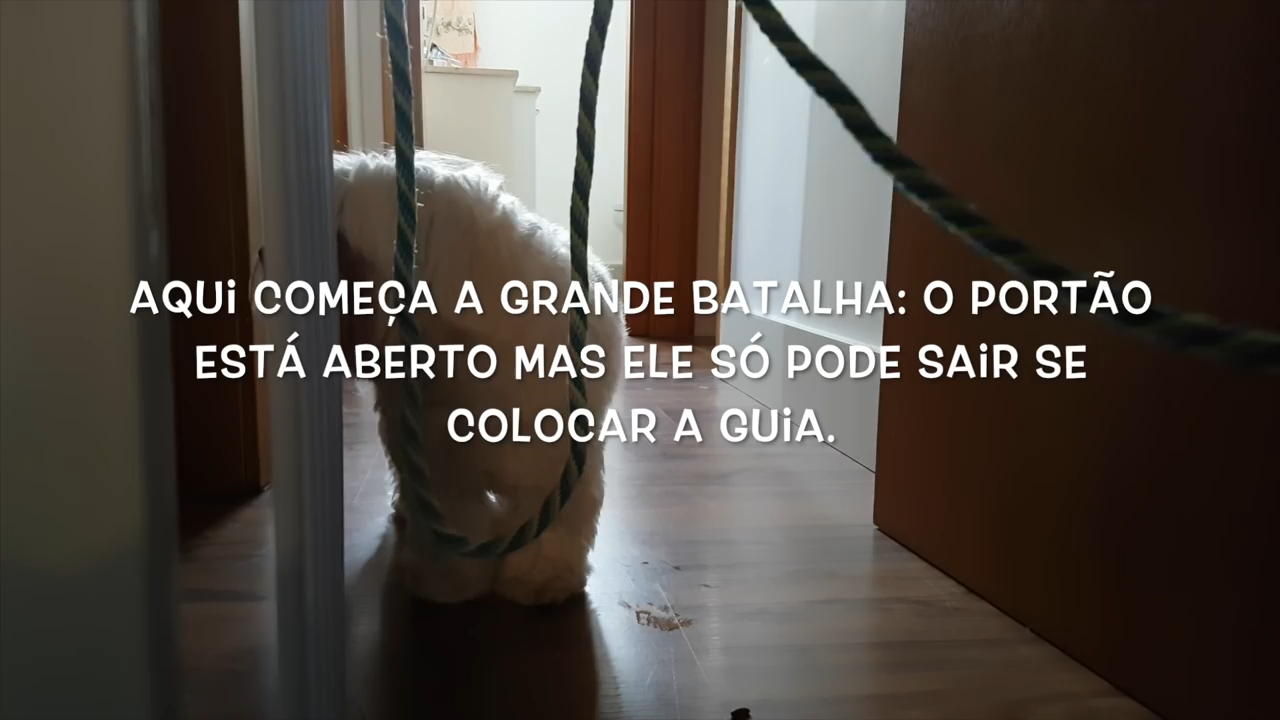 AQUi COMEÇA A GRANDE BATALHA: O PORTÃO
ESTÁ ABERTO MAS ELE SÓ PODE SAiR SE
COLOCAR A GUiA.